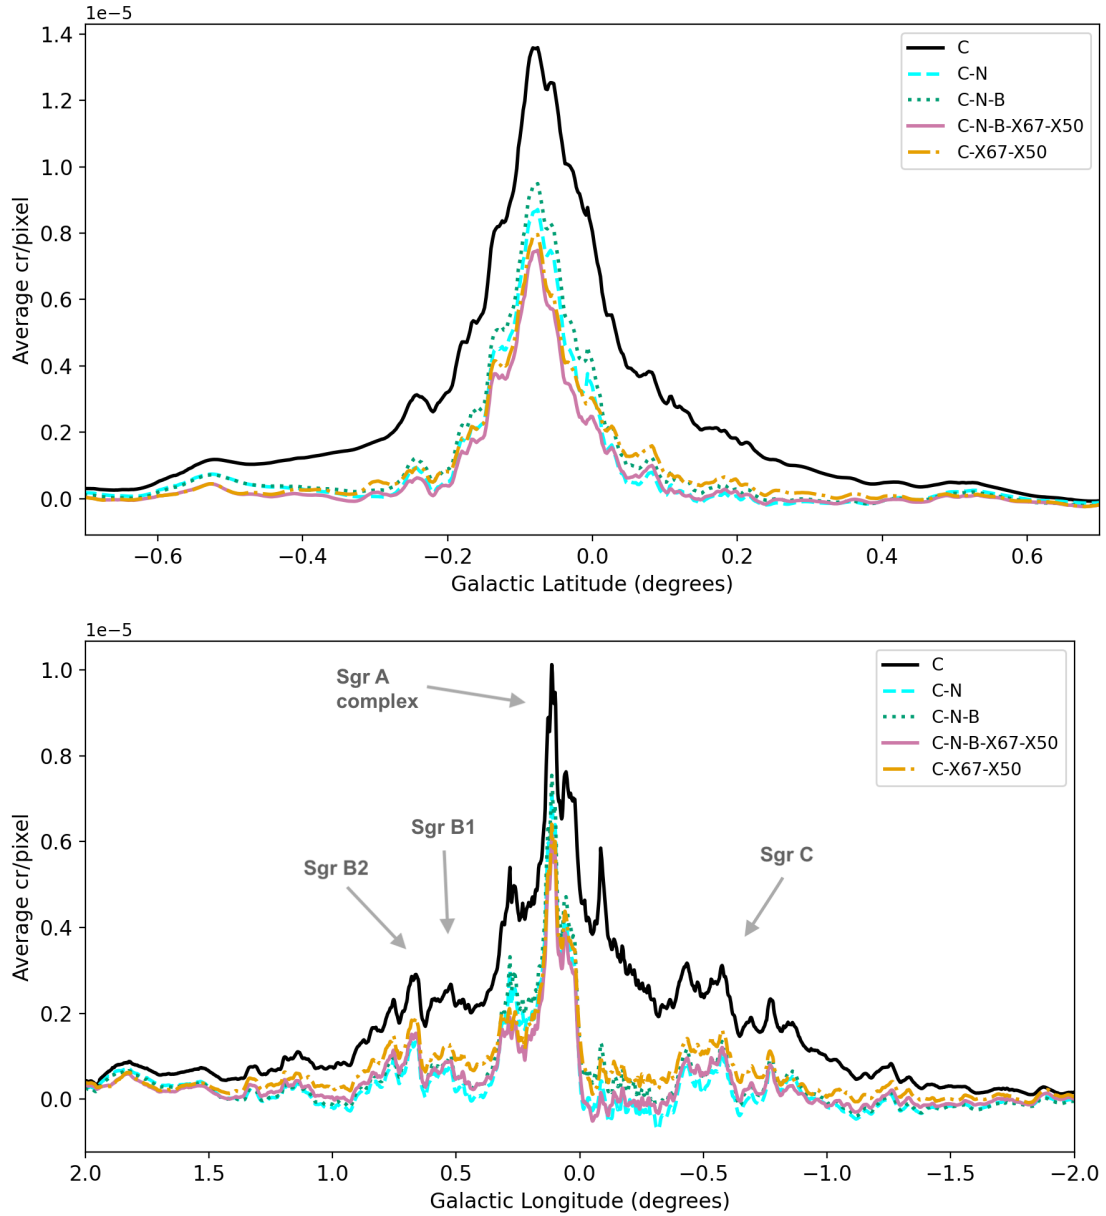 1e−5
1.4
1.2
1.0
0.8
0.6
0.4
0.2
0.0
Average cr/pixel
C
C-N
C-N-B
C-N-B-X67-X50
C-X67-X50
−0.6 −0.4 −0.2 0.0 0.2 0.4 0.6
Galactic Latitude (degrees)
1e−5
1.0
0.8
0.6
0.4
0.2
0.0
Average cr/pixel
Sgr A
complex
Sgr B1
Sgr B2
Sgr C
C
C-N
C-N-B
C-N-B-X67-X50
C-X67-X50
2.0 1.5 1.0 0.5 0.0 −0.5 −1.0 −1.5 −2.0
Galactic Longitude (degrees)